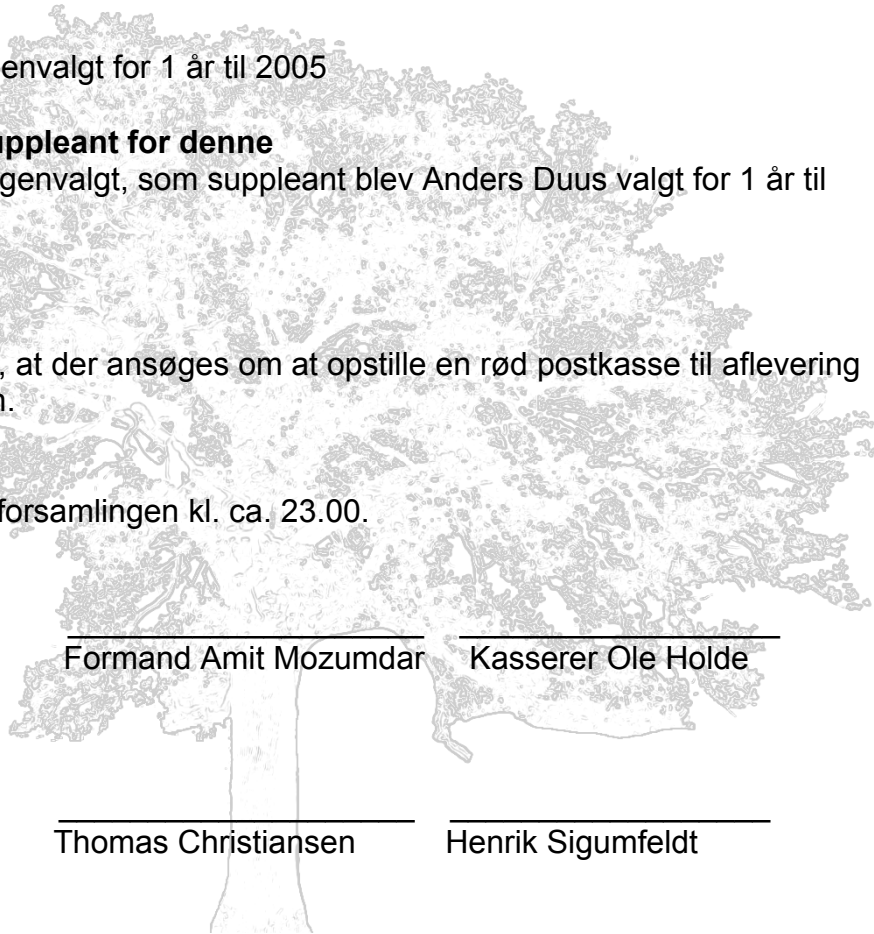 envalgt for 1 år til 2005
uppleant for denne
genvalgt, som suppleant blev Anders Duus valgt for 1 år til
, at der ansøges om at opstille en rød postkasse til aflevering
n.
forsamlingen kl. ca. 23.00.
Formand Amit Mozumdar Kasserer Ole Holde
Thomas Christiansen Henrik Sigumfeldt